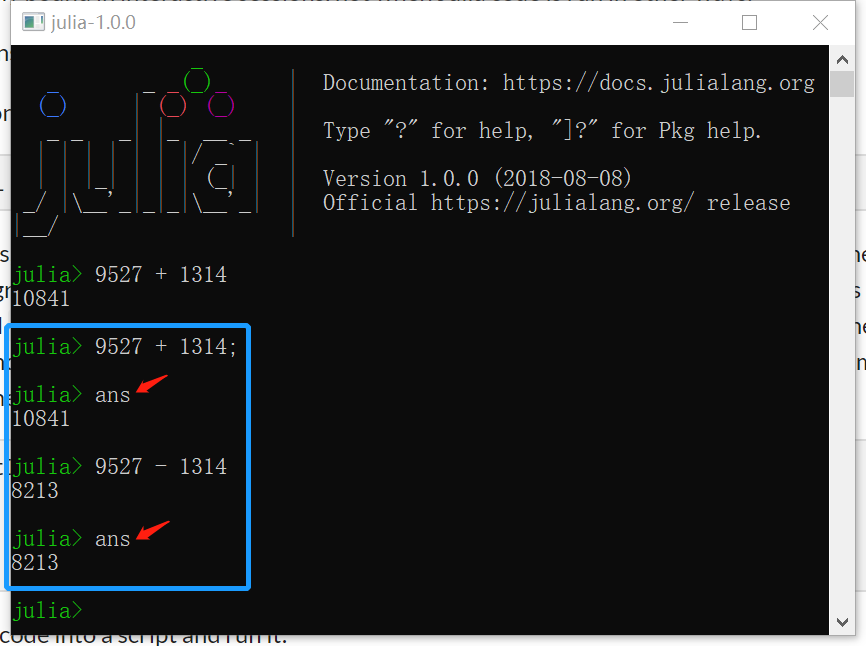 julia-1.0.0
Documentation: https://docs.julialang.org
Type "?" for help, "]?" for Pkg help.
Version 1.0.0 (2018-08-08)
Official https://julialang.org/ release
julia> 9527 + 1314
10841
julia> 9527 + 1314;
julia> ans
10841
julia> 9527 - 1314
8213
julia> ans
8213
julia>
code into a script and run it.